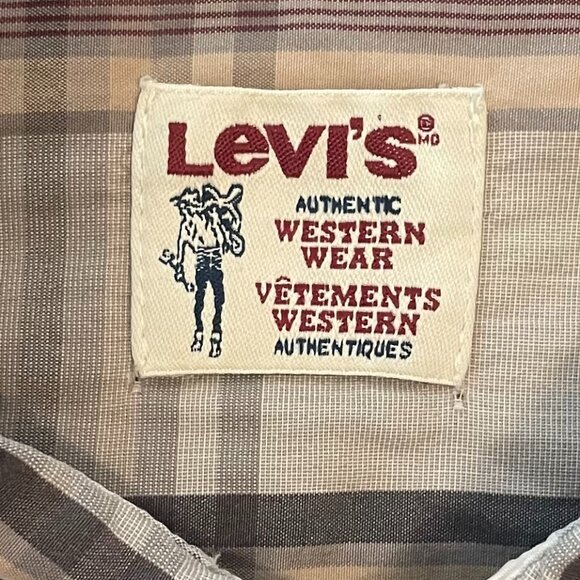 Levi's® MD
AUTHENTIC
WESTERN
WEAR
VÊTEMENTS
WESTERN
AUTHENTIQUES